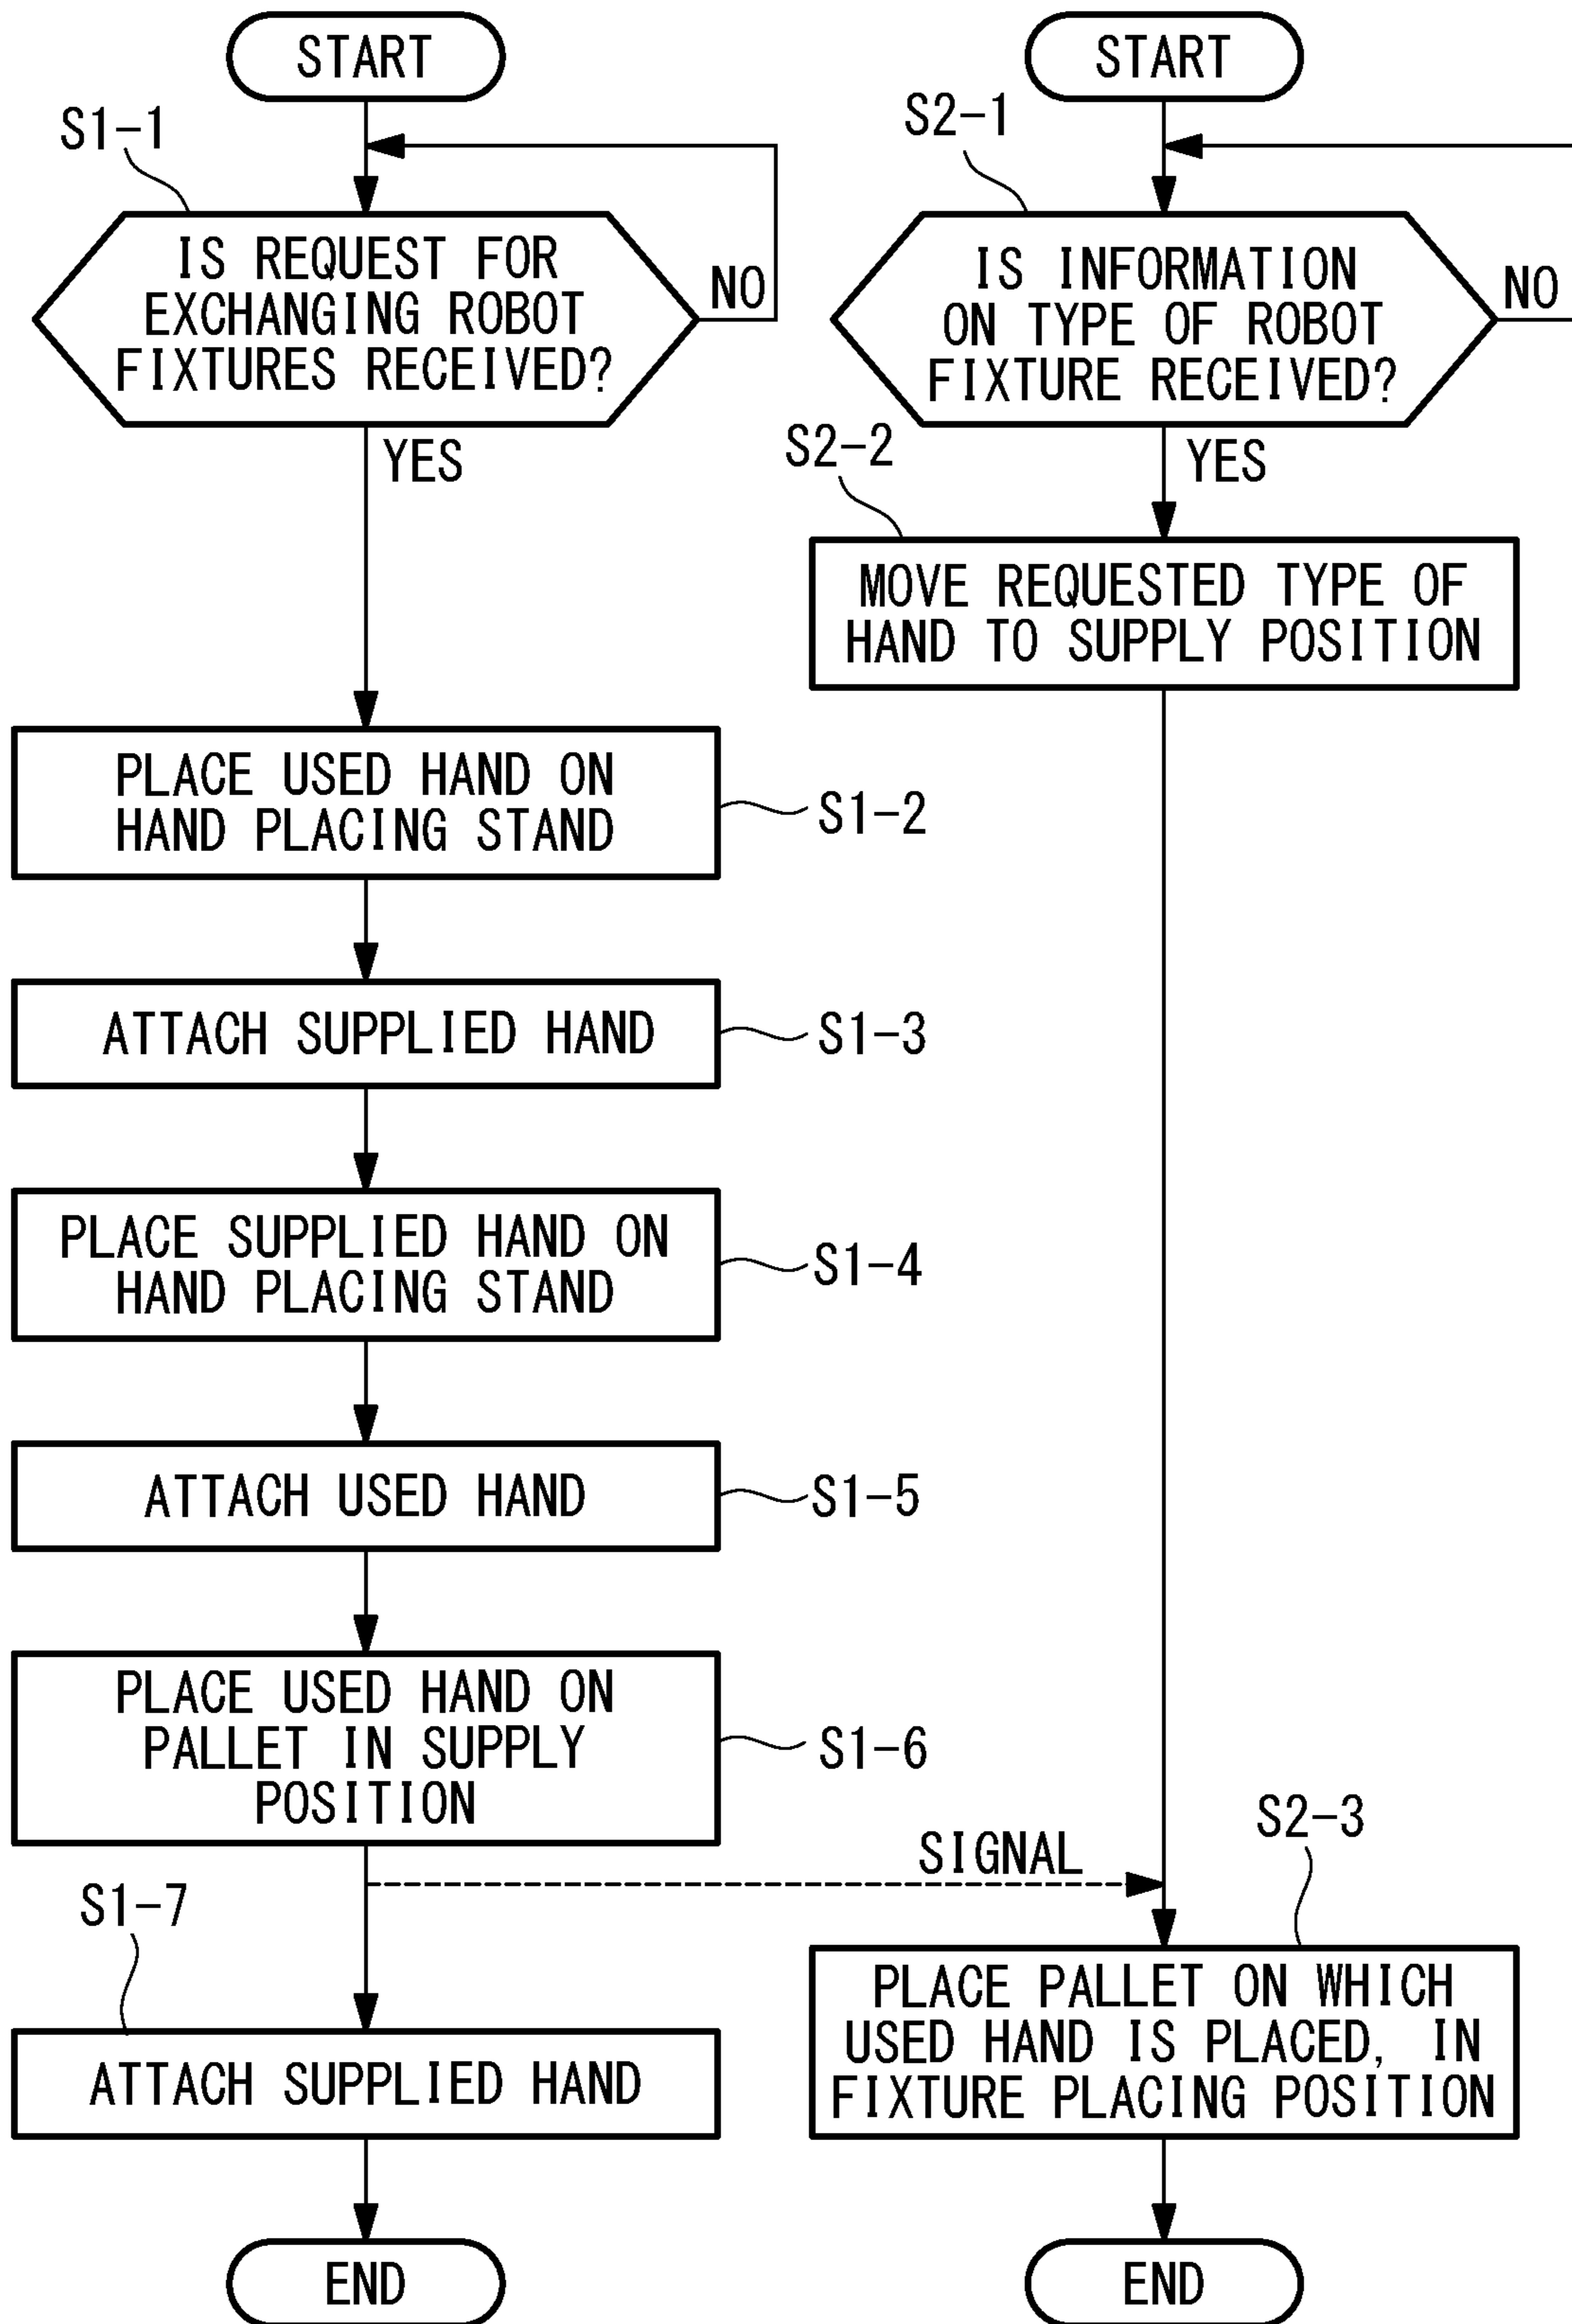 START
S1-1
IS REQUEST FOR
EXCHANGING ROBOT
FIXTURES RECEIVED?
NO
YES
PLACE USED HAND ON
HAND PLACING STAND
S1-2
ATTACH SUPPLIED HAND
S1-3
PLACE SUPPLIED HAND ON
HAND PLACING STAND
S1-4
ATTACH USED HAND
S1-5
PLACE USED HAND ON
PALLET IN SUPPLY
POSITION
S1-6
SIGNAL
S1-7
ATTACH SUPPLIED HAND
END
START
S2-1
IS INFORMATION
ON TYPE OF ROBOT
FIXTURE RECEIVED?
NO
YES
S2-2
MOVE REQUESTED TYPE OF
HAND TO SUPPLY POSITION
S2-3
PLACE PALLET ON WHICH
USED HAND IS PLACED, IN
FIXTURE PLACING POSITION
END